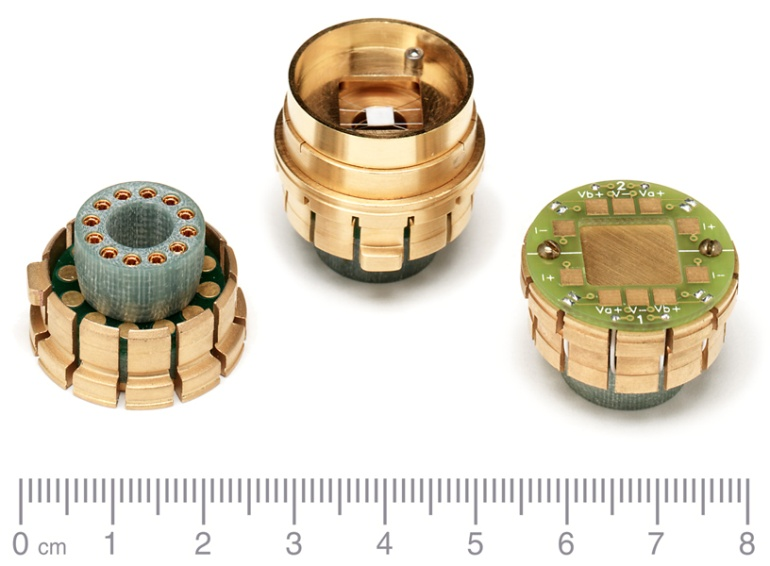 2
Vb+ V- Va+
I- I+
I+ I-
Va+ V- Vb+
1
0 cm 1 2 3 4 5 6 7 8